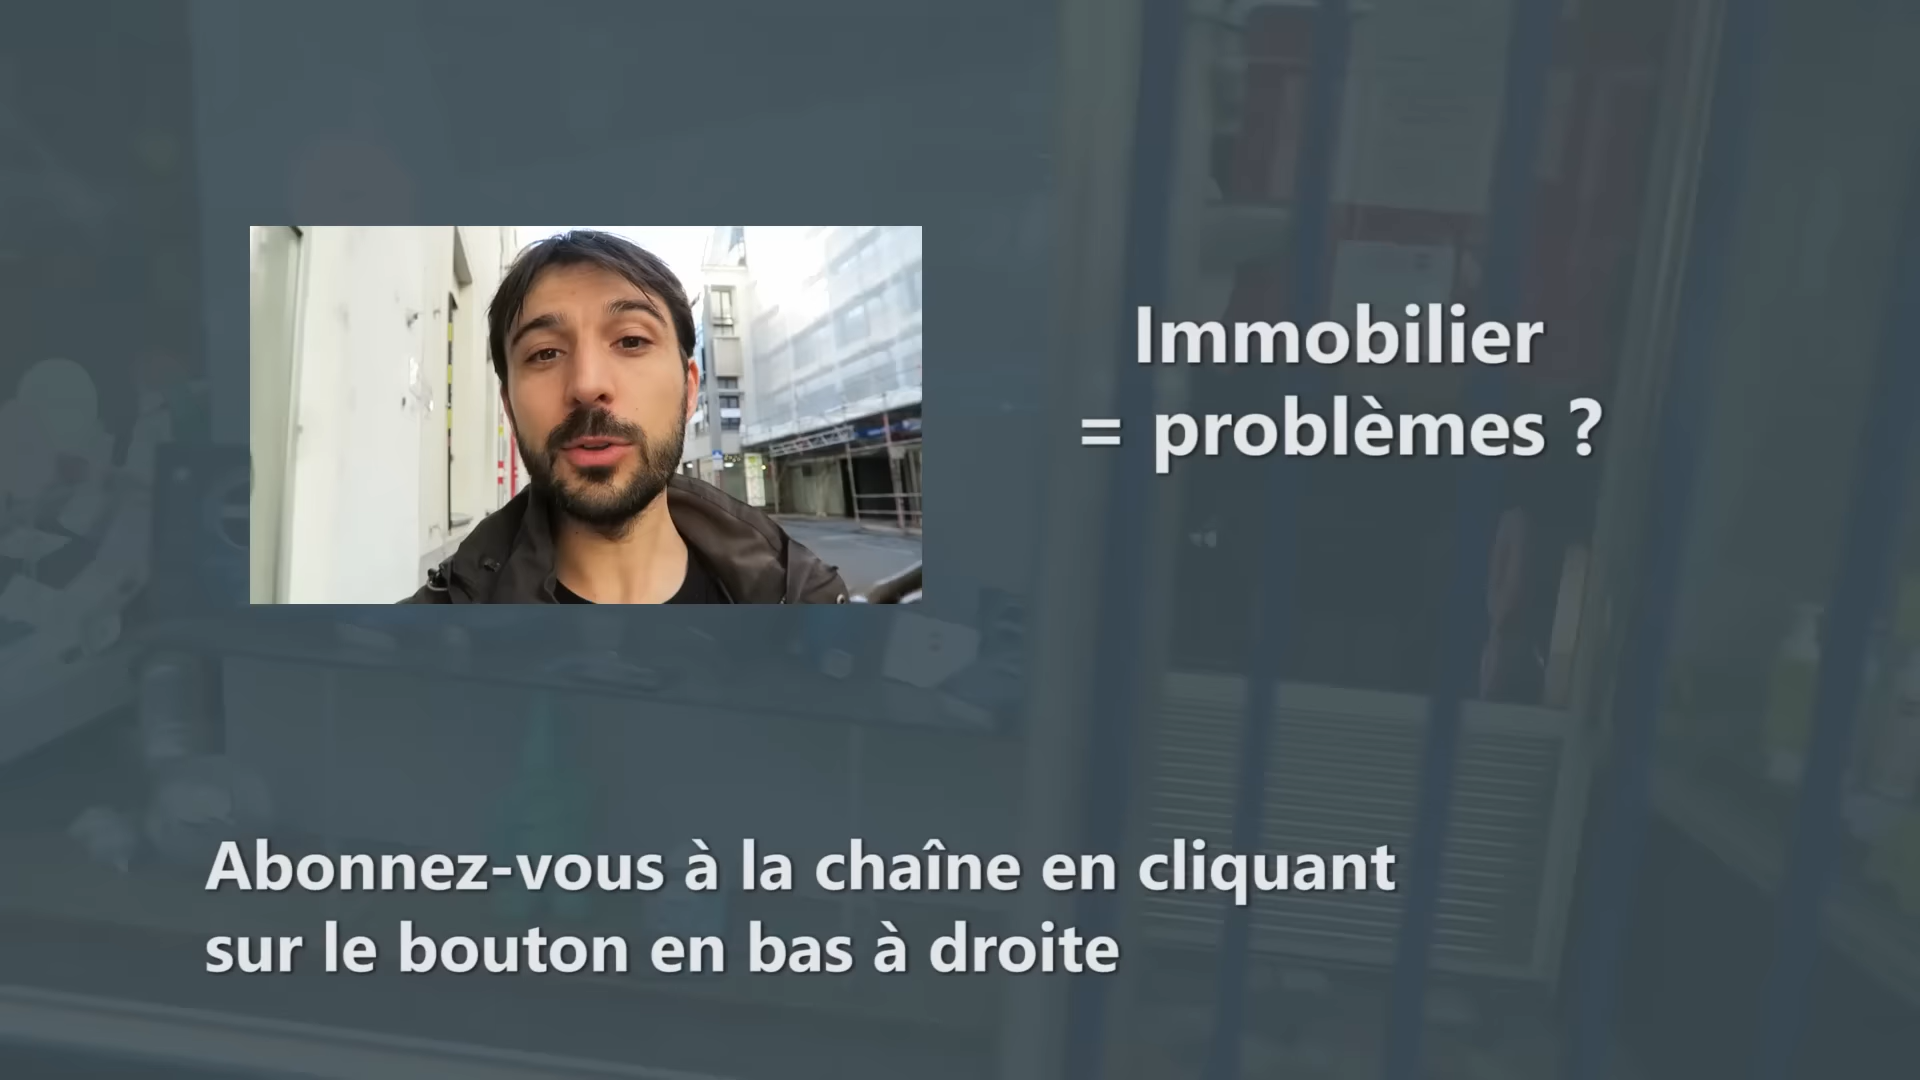 Immobilier
= problèmes ?
Abonnez-vous à la chaîne en cliquant
sur le bouton en bas à droite